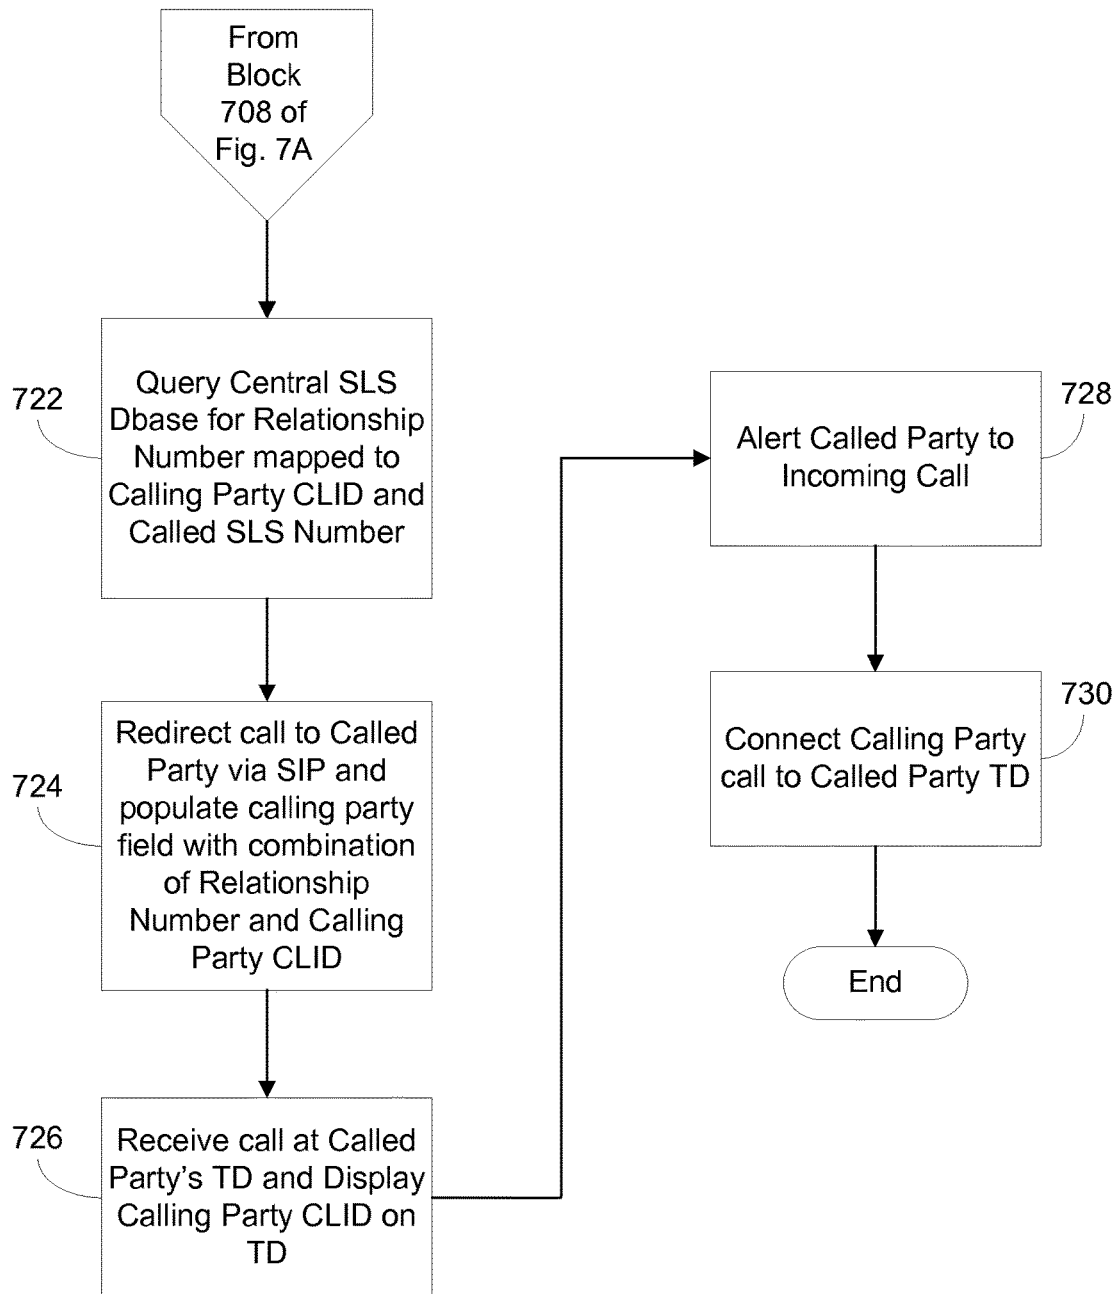 From
Block
708 of
Fig. 7A
722
Query Central SLS
Dbase for Relationship
Number mapped to
Calling Party CLID and
Called SLS Number
724
Redirect call to Called
Party via SIP and
populate calling party
field with combination
of Relationship
Number and Calling
Party CLID
726
Receive call at Called
Party's TD and Display
Calling Party CLID on
TD
728
Alert Called Party to
Incoming Call
730
Connect Calling Party
call to Called Party TD
End